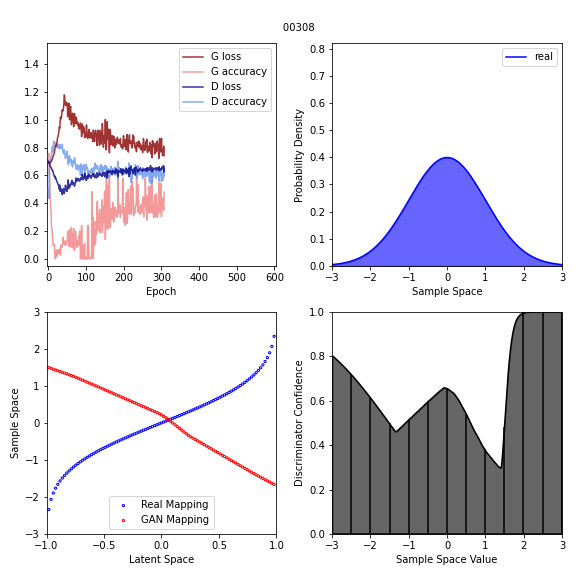 00308
1.4
1.2
1.0
0.8
0.6
0.4
0.2
0.0
0 100 200 300 400 500 600
Epoch
G loss
G accuracy
D loss
D accuracy
Probability Density
0.8
0.7
0.6
0.5
0.4
0.3
0.2
0.1
0.0
−3 −2 −1 0 1 2 3
Sample Space
real
Sample Space
3
2
1
0
−1
−2
−3
−1.0 −0.5 0.0 0.5 1.0
Latent Space
Real Mapping
GAN Mapping
Discriminator Confidence
1.0
0.8
0.6
0.4
0.2
0.0
−3 −2 −1 0 1 2 3
Sample Space Value